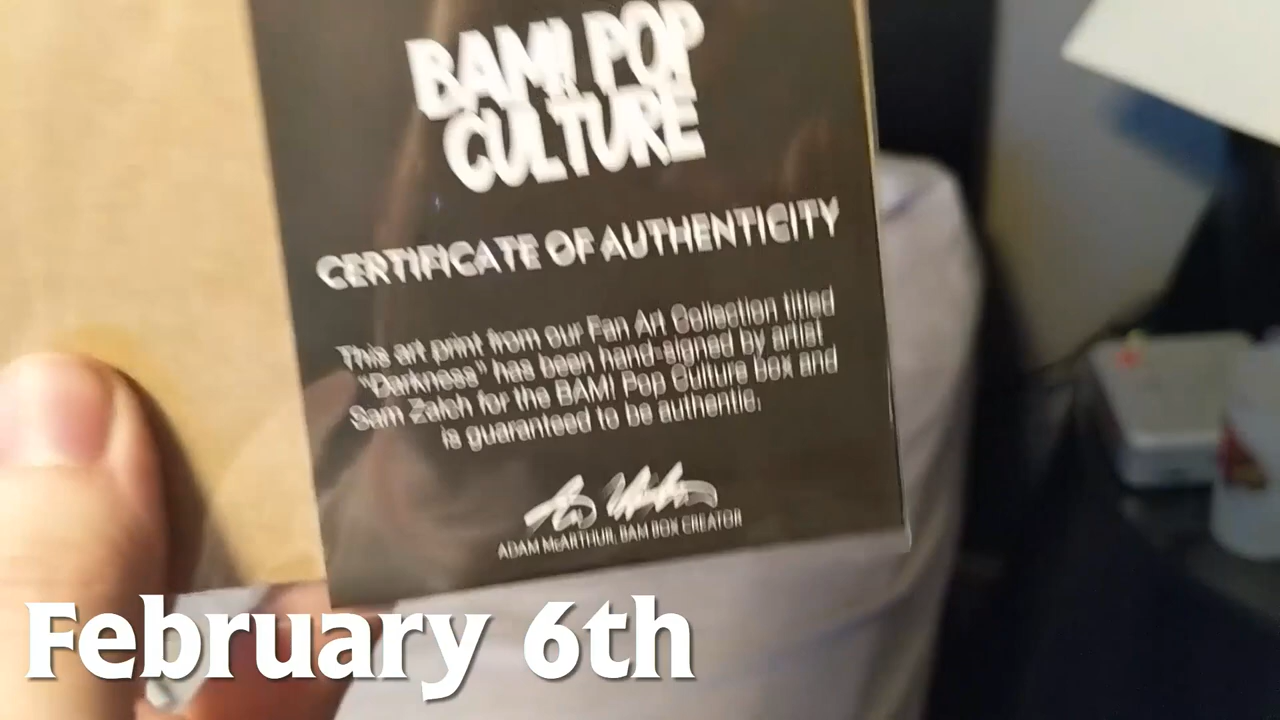 BAM! POP
CULTURE
CERTIFICATE OF AUTHENTICITY
This art print from our Fan Art Collection titled
"Darkness" has been hand-signed by artist
Sam Zalch for the BAM! Pop Culture box and
is guaranteed to be authentic.
ADAM McARTHUR, BAM BOX CREATOR
February 6th